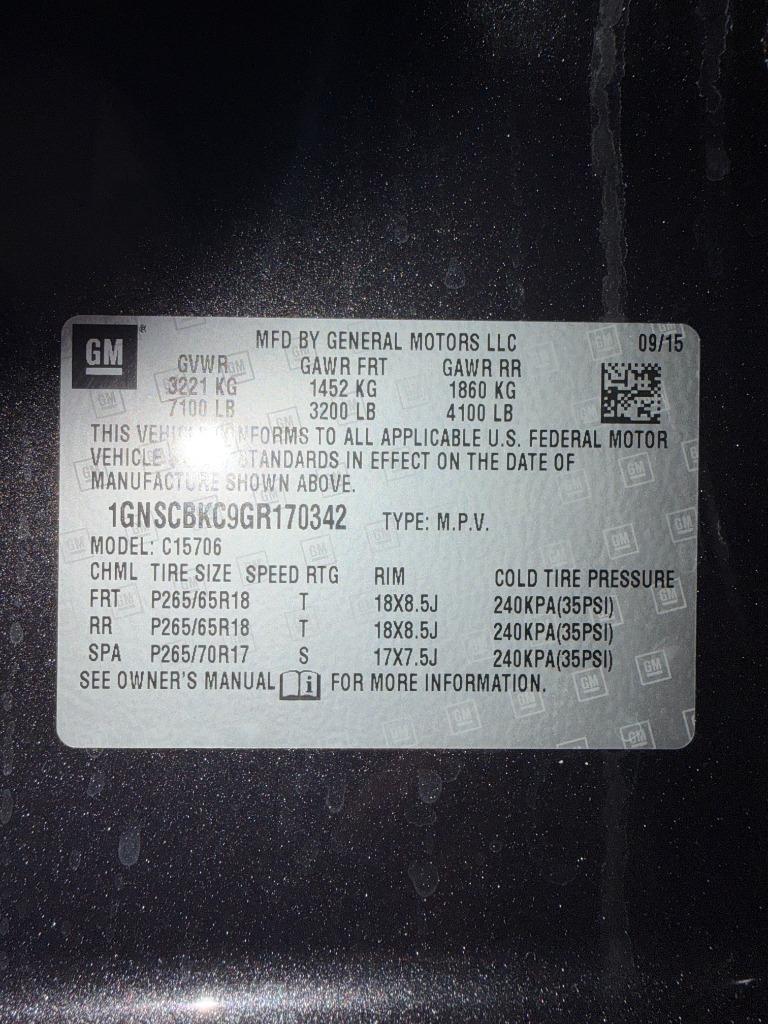 GM®
MFD BY GENERAL MOTORS LLC 09/15
GVWR GAWR FRT GAWR RR
3221 KG 1452 KG 1860 KG
7100 LB 3200 LB 4100 LB
THIS CONFORMS TO ALL APPLICABLE U.S. FEDERAL MOTOR
VEHICLE STANDARDS IN EFFECT ON THE DATE OF
MANUFACTURE SHOWN ABOVE.
1GNSCBKC9GR170342 TYPE: M.P.V.
MODEL: C15706
CHML TIRE SIZE SPEED RTG RIM COLD TIRE PRESSURE
FRT P265/65R18 T 18X8.5J 240KPA(35PSI)
RR P265/65R18 T 18X8.5J 240KPA(35PSI)
SPA P265/70R17 S 17X7.5J 240KPA(35PSI)
SEE OWNER'S MANUAL i FOR MORE INFORMATION.